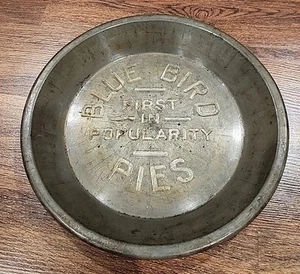 BLUE BIRD
FIRST
IN
POPULARITY
PIES